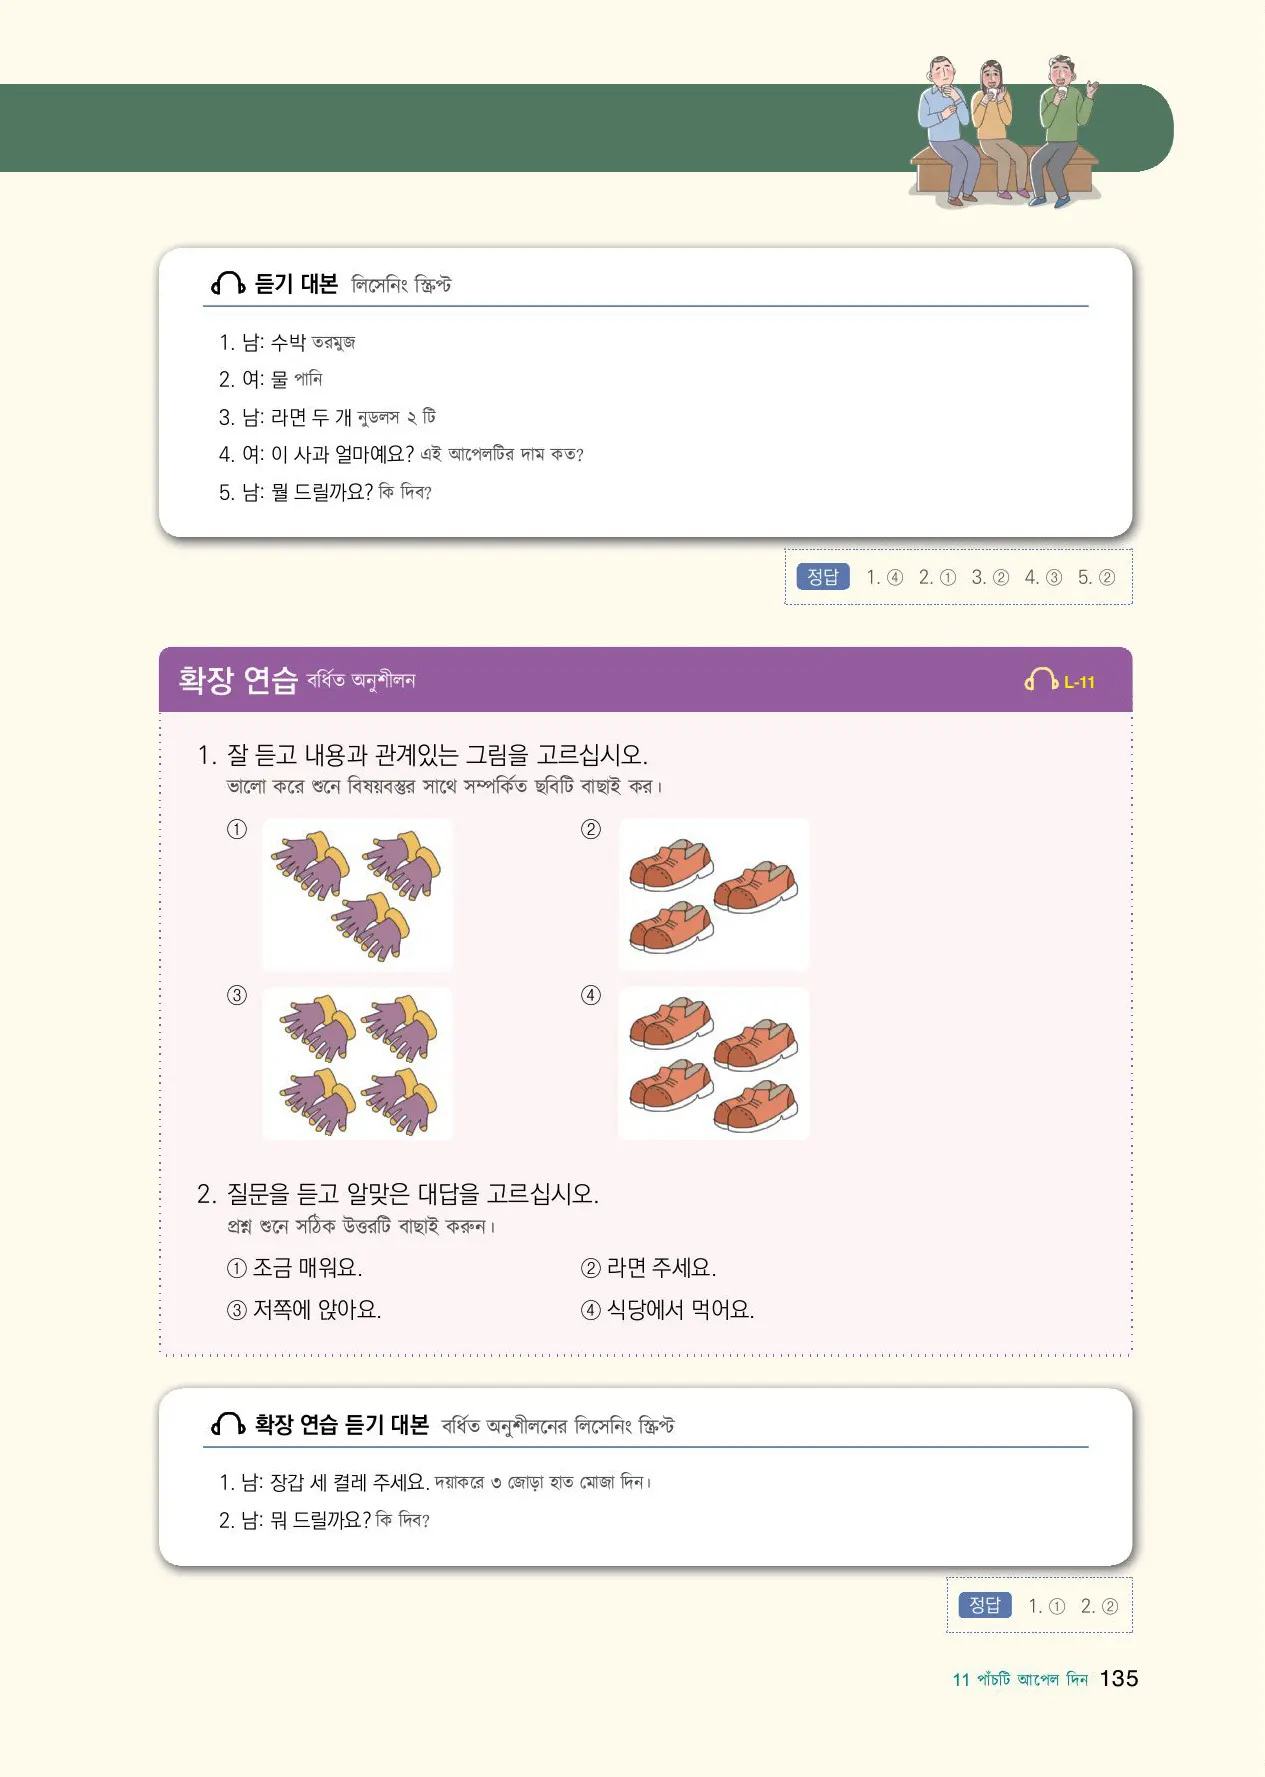 듣기 대본 লিসেনিং স্ক্রিপ্ট
1. 남: 수박 তরমুজ
2. 여: 물 পানি
3. 남: 라면 두 개 নুডলস ২ টি
4. 여: 이 사과 얼마예요? এই আপেলটির দাম কত?
5. 남: 뭘 드릴까요? কি দিব?
정답 1. ④ 2. ① 3. ② 4. ③ 5. ②
확장 연습 বর্ধিত অনুশীলন L-11
1. 잘 듣고 내용과 관계있는 그림을 고르십시오.
ভালো করে শুনে বিষয়বস্তুর সাথে সম্পর্কিত ছবিটি বাছাই কর।
① ②
③ ④
2. 질문을 듣고 알맞은 대답을 고르십시오.
প্রশ্ন শুনে সঠিক উত্তরটি বাছাই করুন।
① 조금 매워요. ② 라면 주세요.
③ 저쪽에 앉아요. ④ 식당에서 먹어요.
확장 연습 듣기 대본 বর্ধিত অনুশীলনের লিসেনিং স্ক্রিপ্ট
1. 남: 장갑 세 켤레 주세요. দয়াকরে ৩ জোড়া হাত মোজা দিন।
2. 남: 뭐 드릴까요? কি দিব?
정답 1. ① 2. ②
11 পাঁচটি আপেল দিন 135